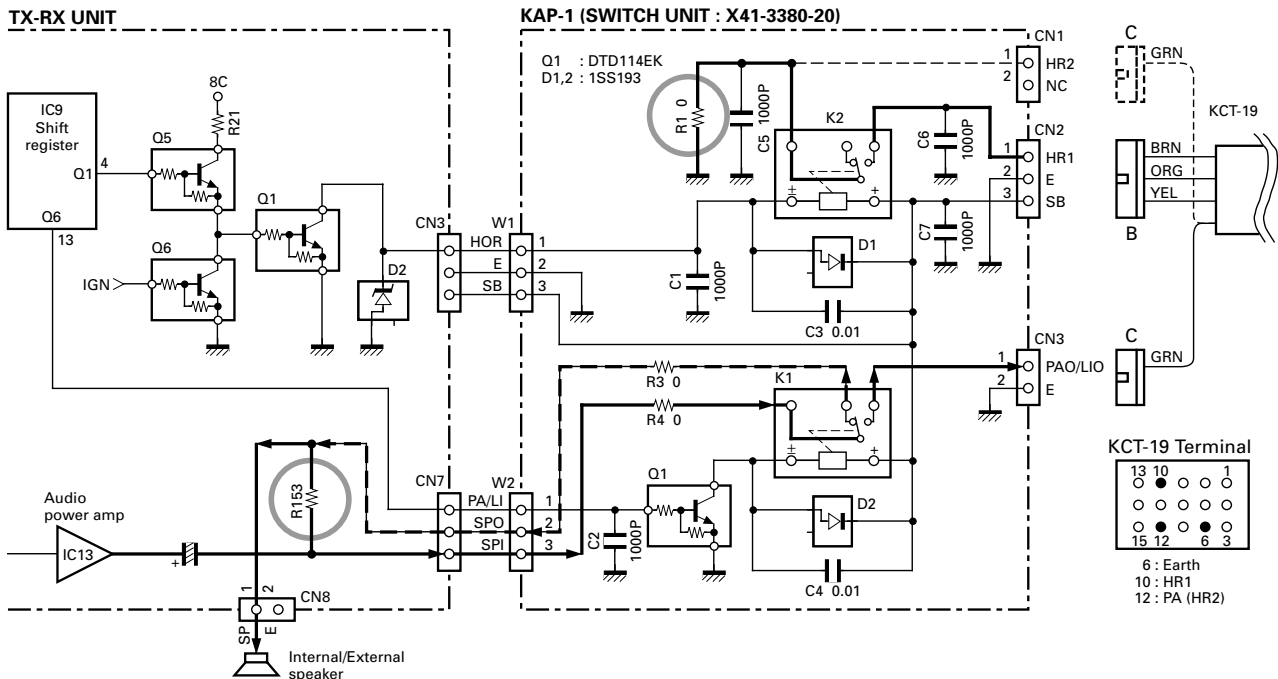 TX-RX UNIT
KAP-1 (SWITCH UNIT : X41-3380-20)
IC9
Shift
register
Q1
4
Q6
13
8C
R21
Q5
Q6
IGN
Q1
D2
CN3
W1
HOR
E
SB
1
2
3
Q1 : DTD114EK
D1,2 : 1SS193
R1 0
C5
1000P
K2
±
+
C6
1000P
C7
1000P
C1
1000P
D1
C3 0.01
CN1
1
HR2
2
NC
CN2
1
HR1
2
E
3
SB
CN3
1
PAO/LIO
2
E
C
GRN
KCT-19
BRN
ORG
YEL
B
C
GRN
R3 0
R4 0
K1
±
+
Q1
D2
C4 0.01
C2
1000P
CN7
W2
PA/LI
SPO
SPI
1
2
3
Audio
power amp
IC13
+
R153
1
2
CN8
SP
E
Internal/External
speaker
KCT-19 Terminal
13 10 1
15 12 6 3
6 : Earth
10 : HR1
12 : PA (HR2)